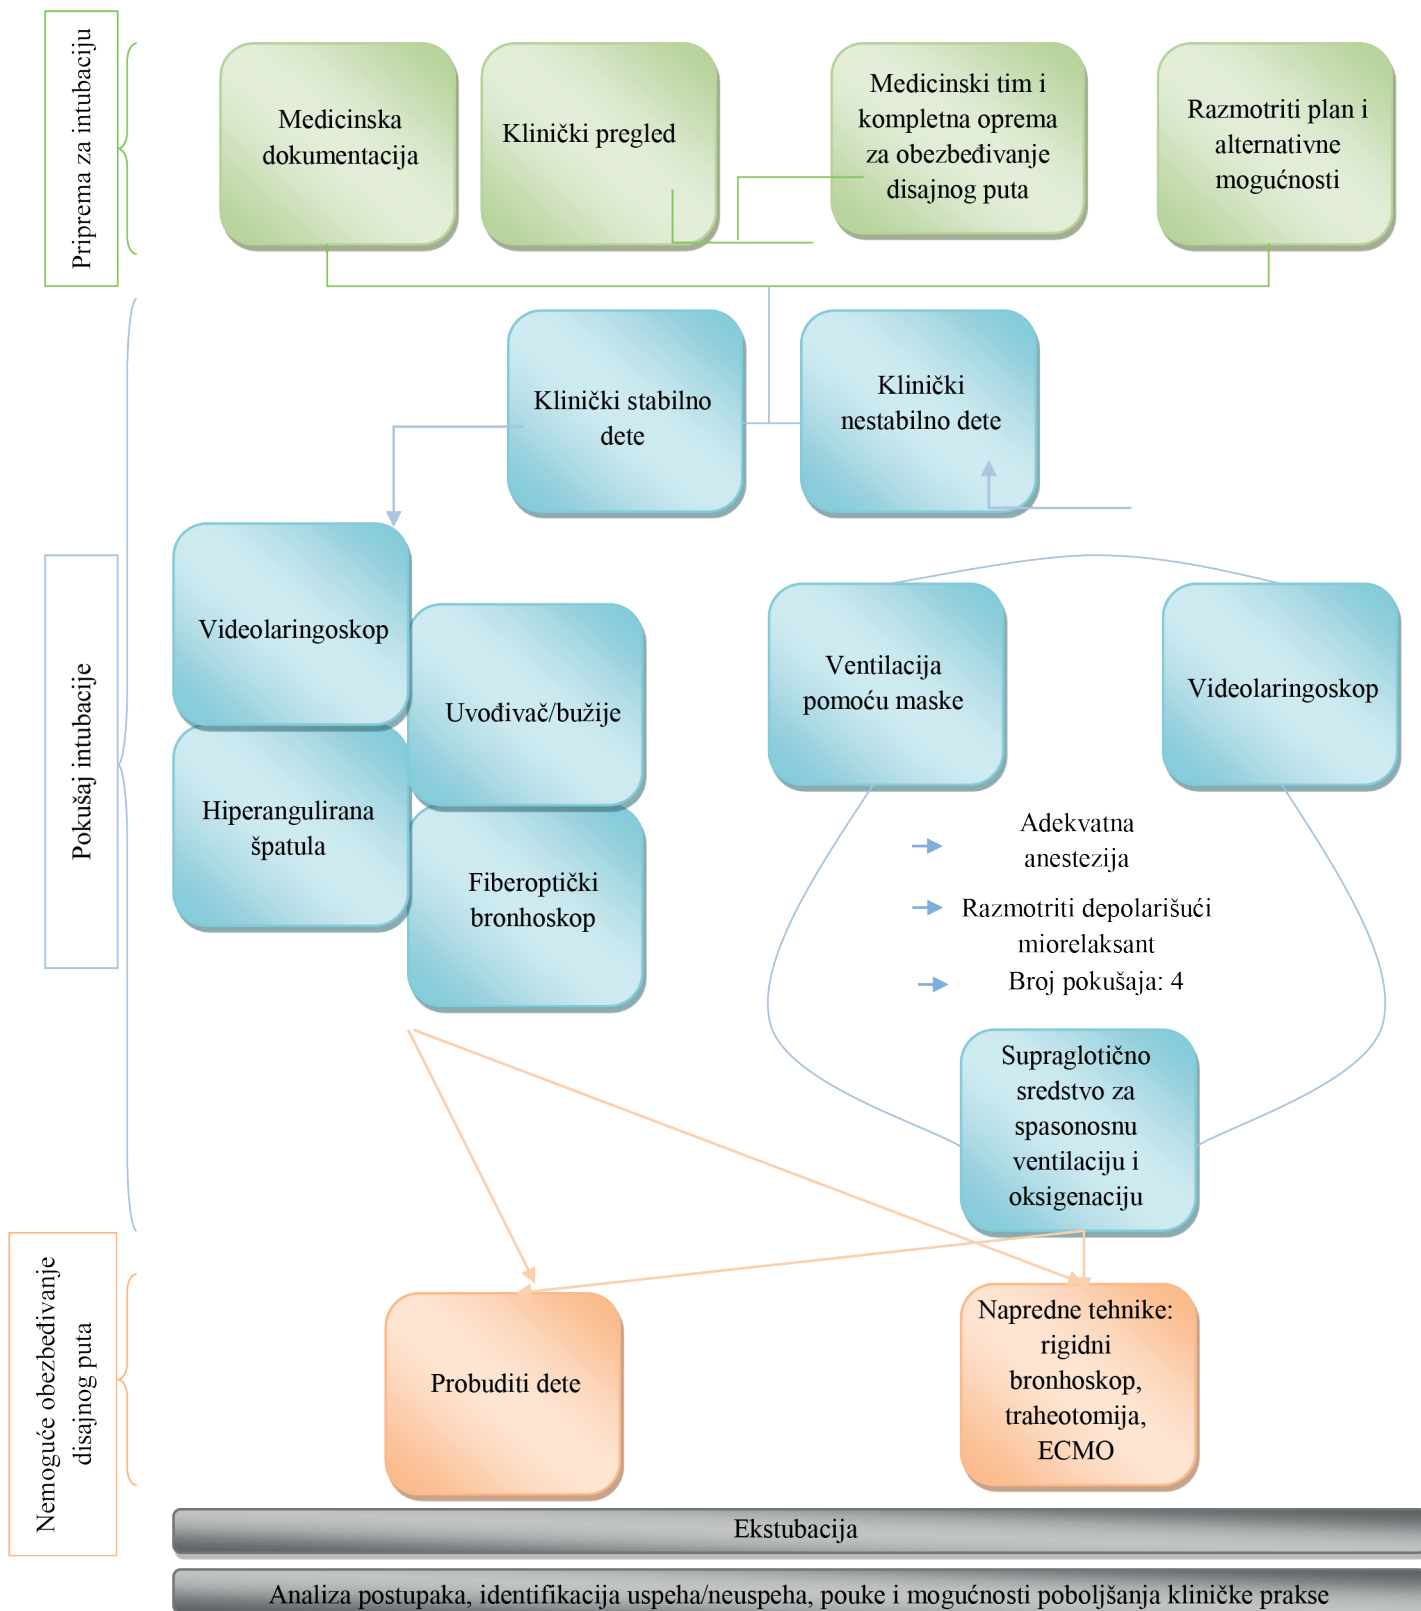 Priprema za intubaciju
Medicinska
dokumentacija
Klinički pregled
Medicinski tim i
kompletna oprema
za obezbeđivanje
disajnog puta
Razmotriti plan i
alternativne
mogućnosti
Pokušaj intubacije
Klinički stabilno
dete
Klinički
nestabilno dete
Videolaringoskop
Uvođivač/bužije
Hiperangulirana
špatula
Fiberoptički
bronhoskop
Ventilacija
pomoću maske
Videolaringoskop
Adekvatna
anestezija
Razmotriti depolarišući
miorelaksant
Broj pokušaja: 4
Supraglotično
sredstvo za
spasonosnu
ventilaciju i
oksigenaciju
Nemoguće obezbeđivanje
disajnog puta
Probuditi dete
Napredne tehnike:
rigidni
bronhoskop,
traheotomija,
ECMO
Ekstubacija
Analiza postupaka, identifikacija uspeha/neuspeha, pouke i mogućnosti poboljšanja kliničke prakse